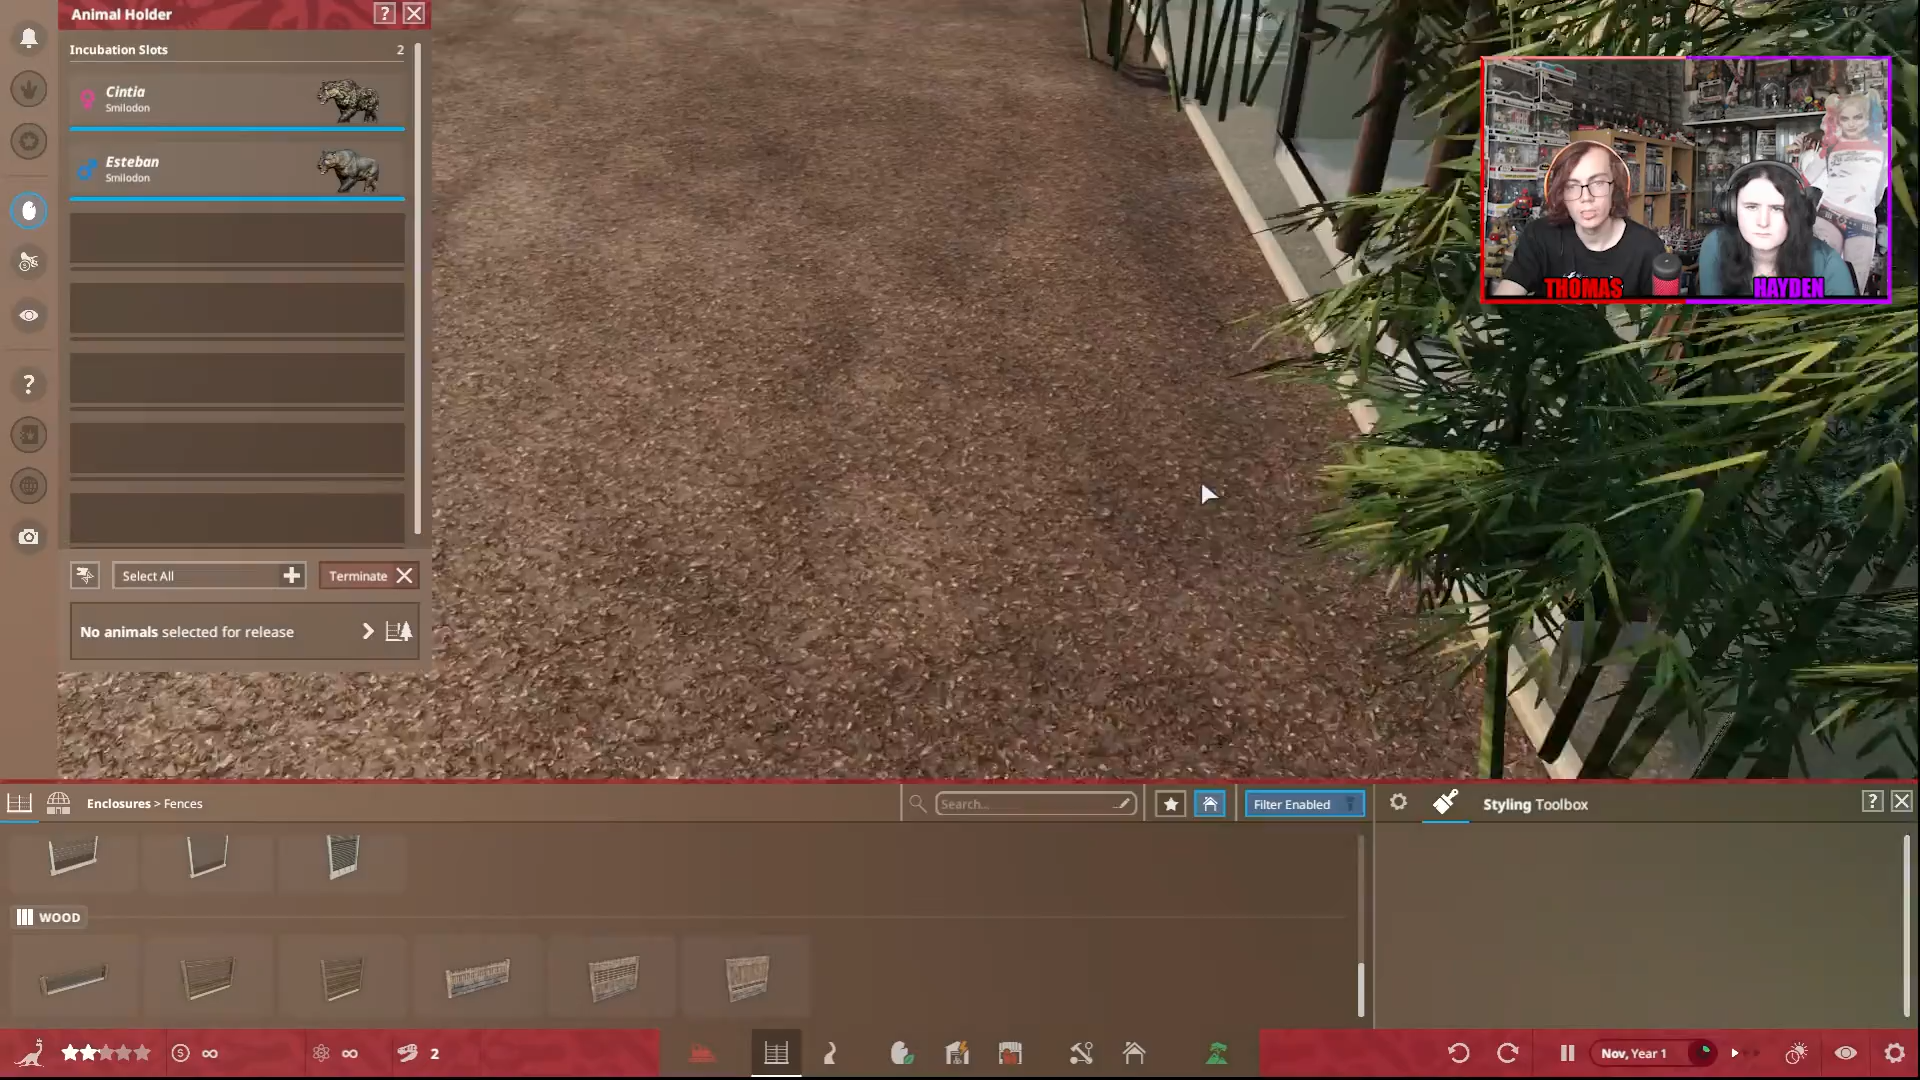 Animal Holder
?
Incubation Slots 2
Cintia
Smilodon
Esteban
Smilodon
?
Select All
Terminate
No animals selected for release
THOMAS
HAYDEN
Enclosures > Fences
Search...
Filter Enabled
Styling Toolbox
?
WOOD
∞
∞
2
Nov, Year 1